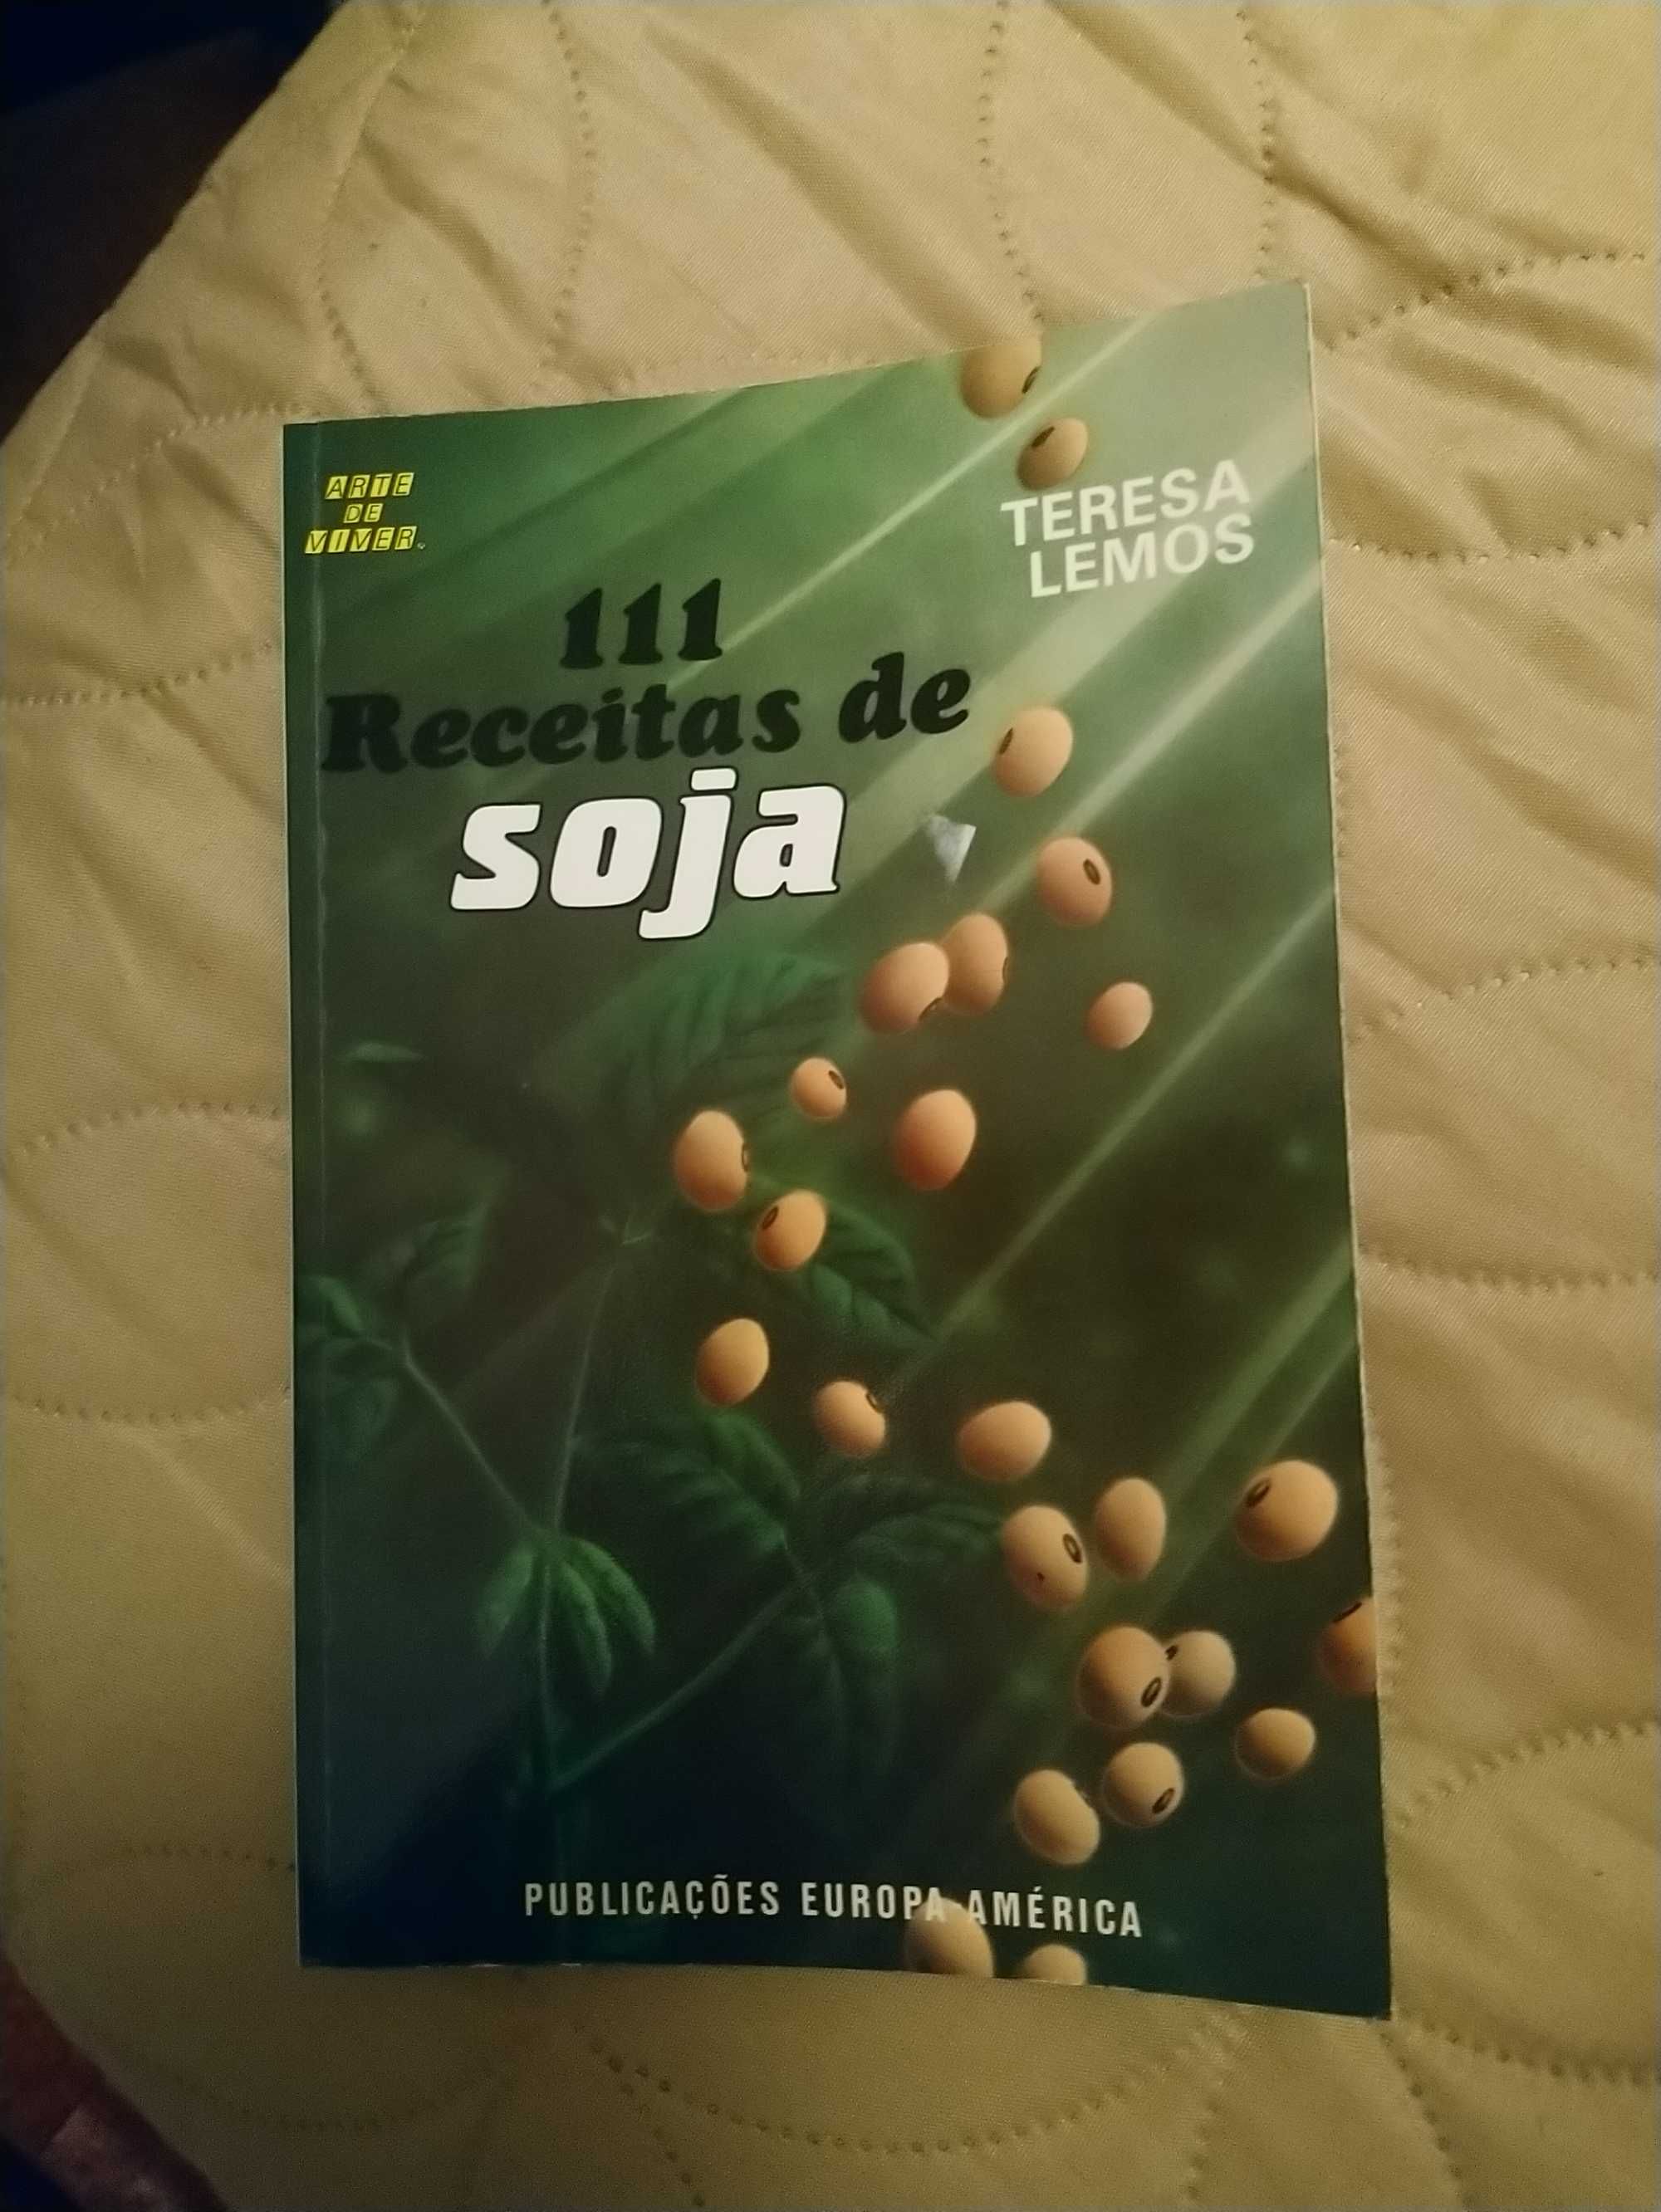 ARTE
DE
VIVER
TERESA
LEMOS
111
Receitas de
soja
PUBLICAÇÕES EUROPA-AMÉRICA